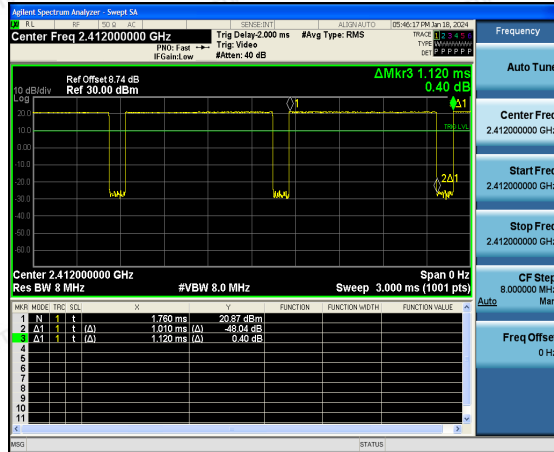 Agilent Spectrum Analyzer - Swept SA
RL RF 50 Ω AC SENSE:INT ALIGNAUTO 05:46:17 PM Jan 18, 2024
Center Freq 2.412000000 GHz
PNO: Fast
IFGain:Low
Trig Delay-2.000 ms
Trig: Video
#Atten: 40 dB
#Avg Type: RMS
TRACE 1 2 3 4 5 6
TYPE W
DET P P P P P P
Frequency
Auto Tune
Ref Offset 8.74 dB
10 dB/div Ref 30.00 dBm
ΔMkr3 1.120 ms
0.40 dB
Log
20.0
10.0
0.00
-10.0
-20.0
-30.0
-40.0
-50.0
-60.0
1
3Δ1
TRIG LVL
2Δ1
Center 2.412000000 GHz
Res BW 8 MHz
#VBW 8.0 MHz
Span 0 Hz
Sweep 3.000 ms (1001 pts)
MKR MODE TRC SCL X Y FUNCTION FUNCTION WIDTH FUNCTION VALUE
1 N 1 t 1.760 ms 20.87 dBm
2 Δ1 1 t (Δ) 1.010 ms (Δ) -48.04 dB
3 Δ1 1 t (Δ) 1.120 ms (Δ) 0.40 dB
4
5
6
7
8
9
10
11
MSG STATUS
Center Freq
2.412000000 GHz
Start Freq
2.412000000 GHz
Stop Freq
2.412000000 GHz
CF Step
8.000000 MHz
Auto Man
Freq Offset
0 Hz